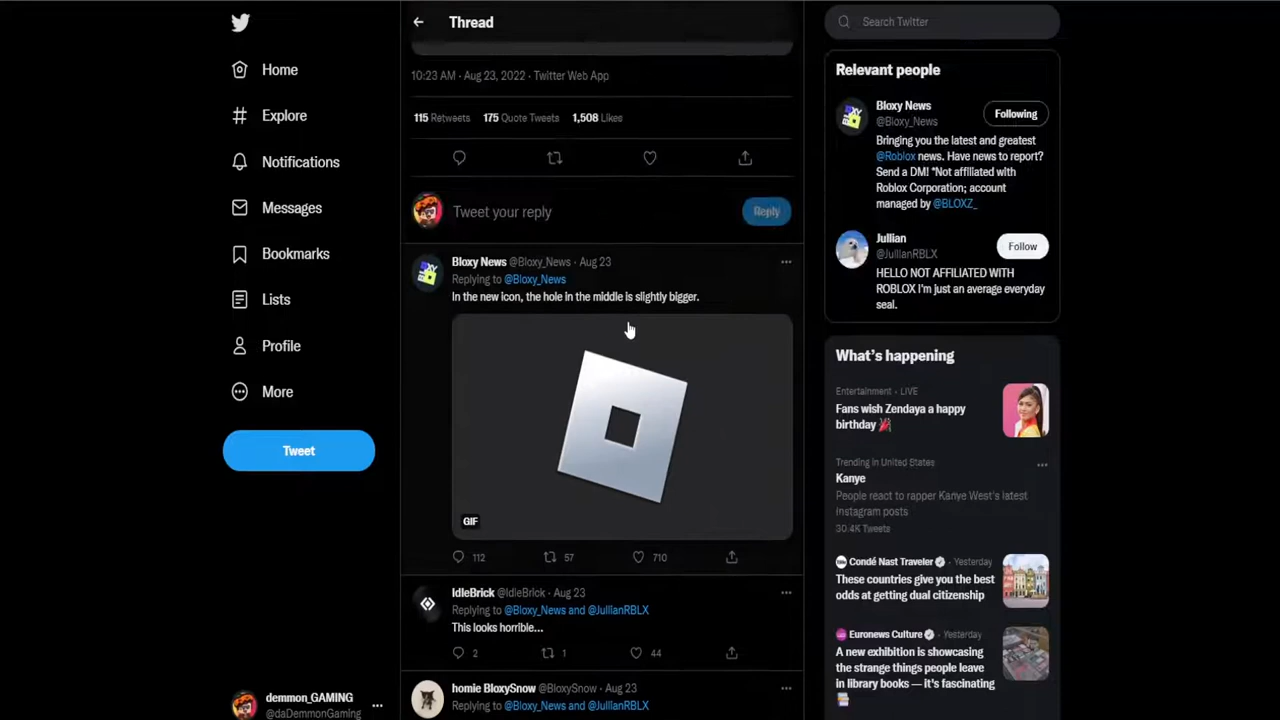 Home
Explore
Notifications
Messages
Bookmarks
Lists
Profile
More
Tweet
demmon_GAMING
@daDemmonGaming
Thread
10:23 AM · Aug 23, 2022 · Twitter Web App
115 Retweets 175 Quote Tweets 1,508 Likes
Tweet your reply
Reply
Bloxy News @Bloxy_News · Aug 23
Replying to @Bloxy_News
In the new icon, the hole in the middle is slightly bigger.
GIF
112 57 710
IdleBrick @IdleBrick · Aug 23
Replying to @Bloxy_News and @JullianRBLX
This looks horrible...
2 1 44
homie BloxySnow @BloxySnow · Aug 23
Replying to @Bloxy_News and @JullianRBLX
Search Twitter
Relevant people
Bloxy News
@Bloxy_News
Following
Bringing you the latest and greatest
@Roblox news. Have news to report?
Send a DM! *Not affiliated with
Roblox Corporation; account
managed by @BLOXZ_
Jullian
@JullianRBLX
Follow
HELLO NOT AFFILIATED WITH
ROBLOX I'm just an average everyday
seal.
What's happening
Entertainment · LIVE
Fans wish Zendaya a happy
birthday
Trending in United States
Kanye
People react to rapper Kanye West's latest
Instagram posts
30.4K Tweets
Condé Nast Traveler · Yesterday
These countries give you the best
odds at getting dual citizenship
Euronews Culture · Yesterday
A new exhibition is showcasing
the strange things people leave
in library books — it's fascinating